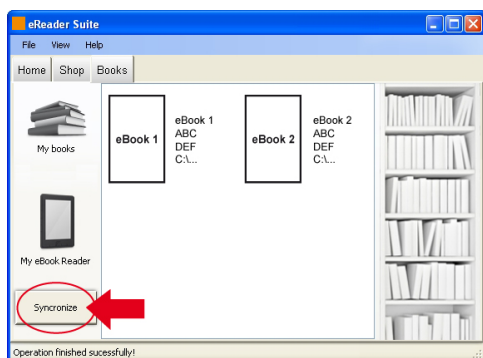 eReader Suite
File View Help
Home Shop Books
My books
eBook 1
eBook 1
ABC
DEF
C:\...
eBook 2
eBook 2
ABC
DEF
C:\...
My eBook Reader
Syncronize
Operation finished sucessfully!